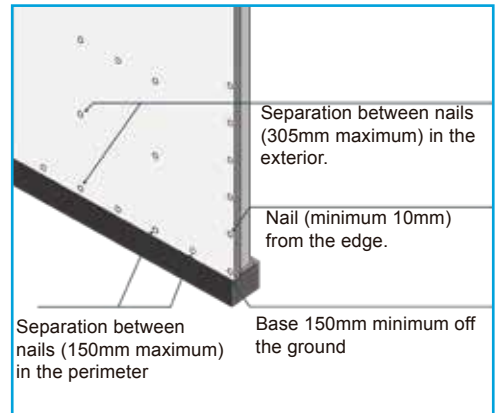 Separation between nails
(305mm maximum) in the
exterior.
Nail (minimum 10mm)
from the edge.
Base 150mm minimum off
the ground
Separation between
nails (150mm maximum)
in the perimeter